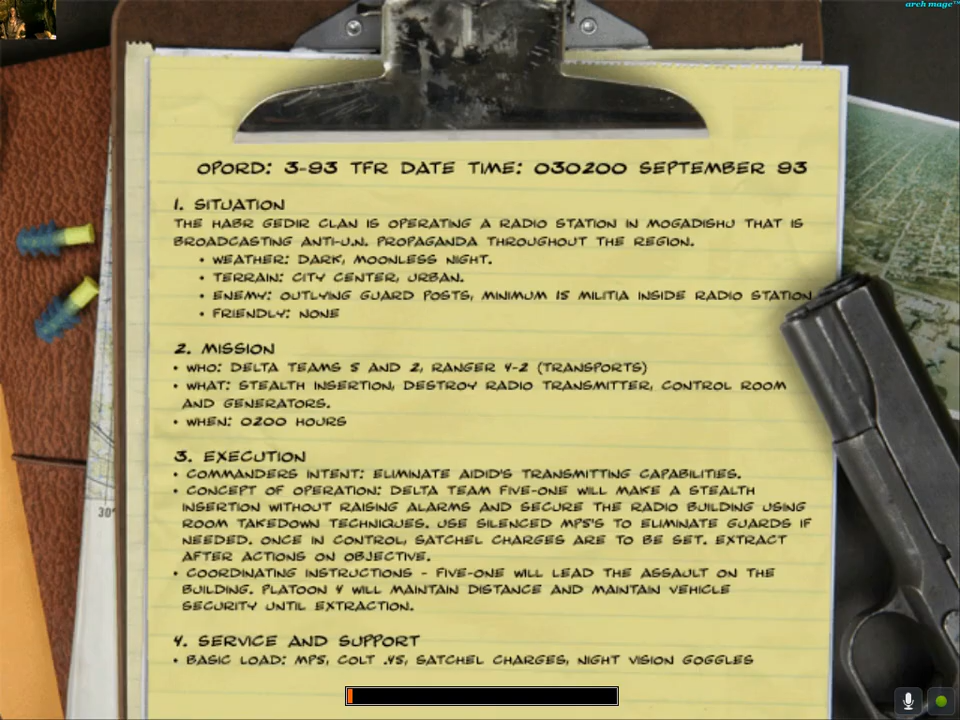 arch mage™
OPORD: 3-93 TFR DATE TIME: 030200 SEPTEMBER 93
1. SITUATION
THE HABR GEDIR CLAN IS OPERATING A RADIO STATION IN MOGADISHU THAT IS
BROADCASTING ANTI-U.N. PROPAGANDA THROUGHOUT THE REGION.
• WEATHER: DARK, MOONLESS NIGHT.
• TERRAIN: CITY CENTER, URBAN.
• ENEMY: OUTLYING GUARD POSTS, MINIMUM 15 MILITIA INSIDE RADIO STATION
• FRIENDLY: NONE
2. MISSION
• WHO: DELTA TEAMS 5 AND 2, RANGER 4-2 (TRANSPORTS)
• WHAT: STEALTH INSERTION, DESTROY RADIO TRANSMITTER, CONTROL ROOM
AND GENERATORS.
• WHEN: 0200 HOURS
3. EXECUTION
• COMMANDERS INTENT: ELIMINATE AIDID'S TRANSMITTING CAPABILITIES.
• CONCEPT OF OPERATION: DELTA TEAM FIVE-ONE WILL MAKE A STEALTH
INSERTION WITHOUT RAISING ALARMS AND SECURE THE RADIO BUILDING USING
ROOM TAKEDOWN TECHNIQUES. USE SILENCED MP5'S TO ELIMINATE GUARDS IF
NEEDED. ONCE IN CONTROL, SATCHEL CHARGES ARE TO BE SET. EXTRACT
AFTER ACTIONS ON OBJECTIVE.
• COORDINATING INSTRUCTIONS - FIVE-ONE WILL LEAD THE ASSAULT ON THE
BUILDING. PLATOON 4 WILL MAINTAIN DISTANCE AND MAINTAIN VEHICLE
SECURITY UNTIL EXTRACTION.
30°
4. SERVICE AND SUPPORT
• BASIC LOAD: MP5, COLT .45, SATCHEL CHARGES, NIGHT VISION GOGGLES